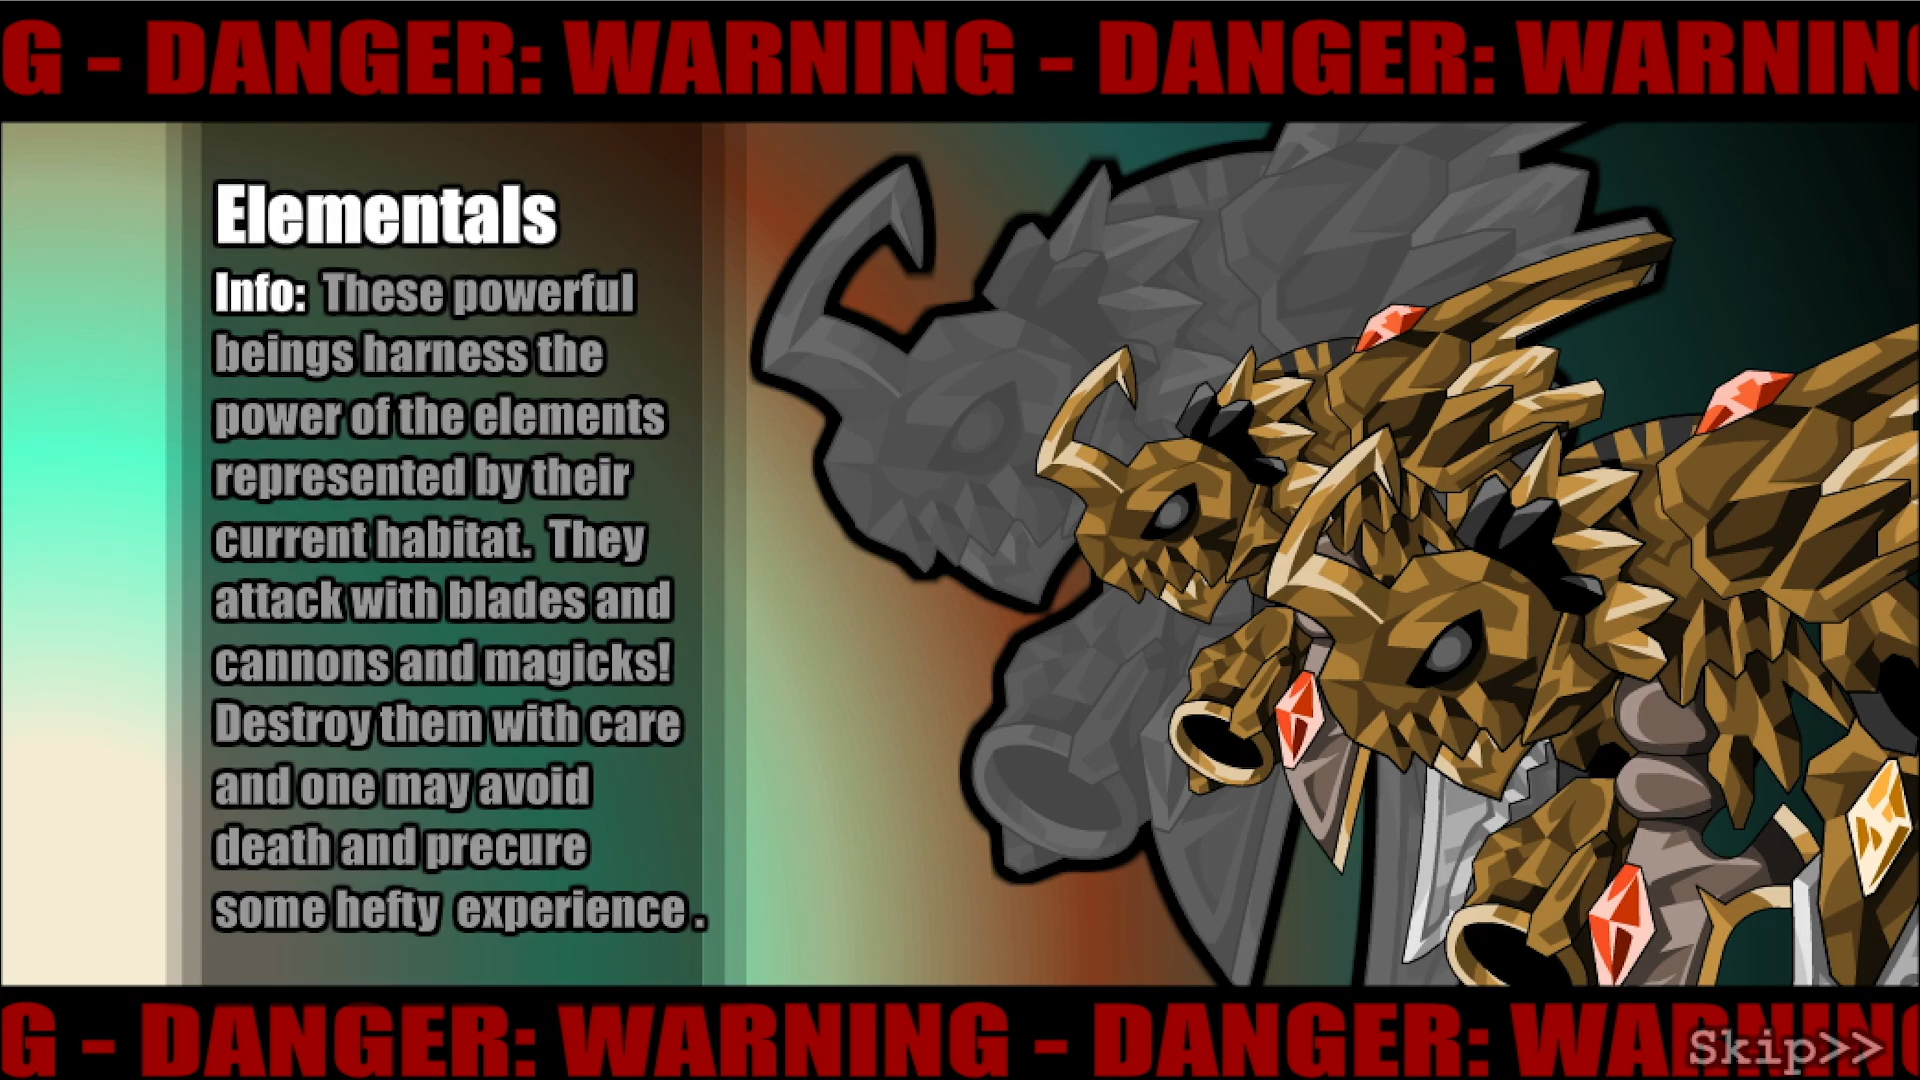 G - DANGER: WARNING - DANGER: WARNING
Elementals
Info: These powerful
beings harness the
power of the elements
represented by their
current habitat. They
attack with blades and
cannons and magicks!
Destroy them with care
and one may avoid
death and precure
some hefty experience .
G - DANGER: WARNING - DANGER: WARNING
Skip>>